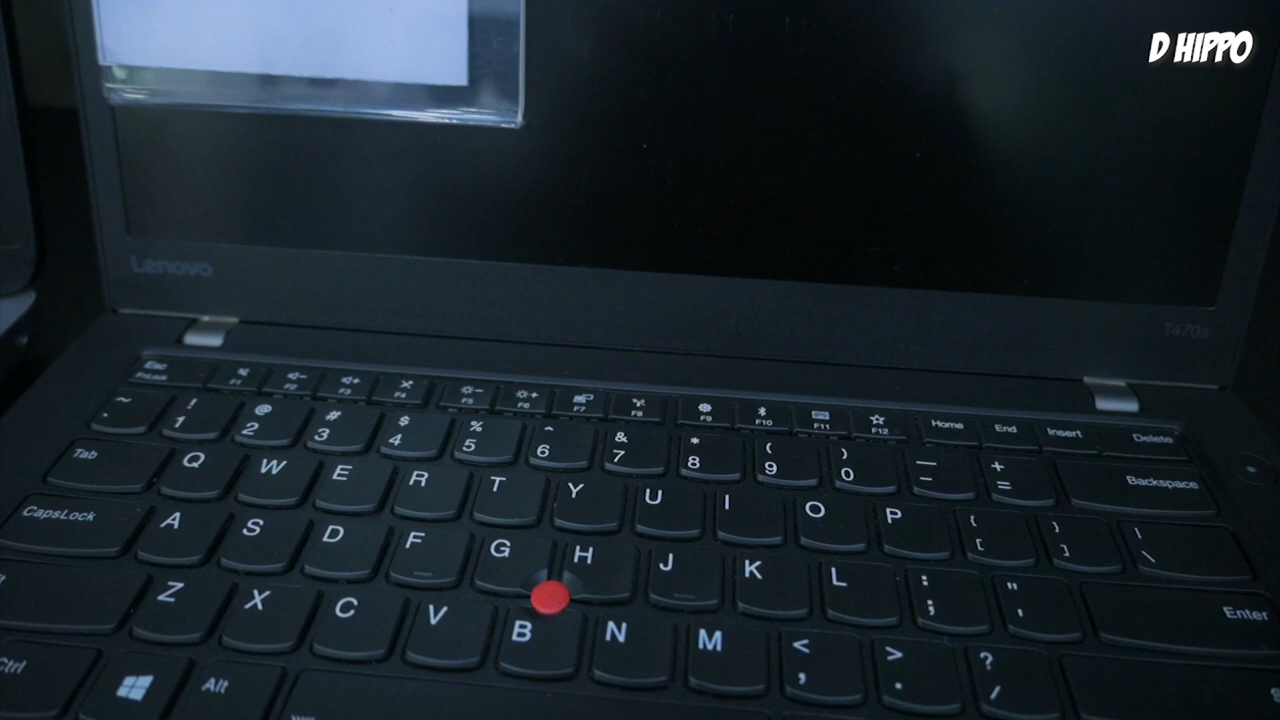 D HIPPO
Lenovo
T470s
Esc FnLock F1 F2 F3 F4 F5 F6 F7 F8 F9 F10 F11 F12 Home End Insert Delete
~ ` ! 1 @ 2 # 3 $ 4 % 5 ^ 6 & 7 * 8 ( 9 ) 0 — - + = Backspace
Tab Q W E R T Y U I O P { [ } ] | \
CapsLock A S D F G H J K L : ; " ' Enter
Z X C V B N M < , > . ? /
Ctrl Alt